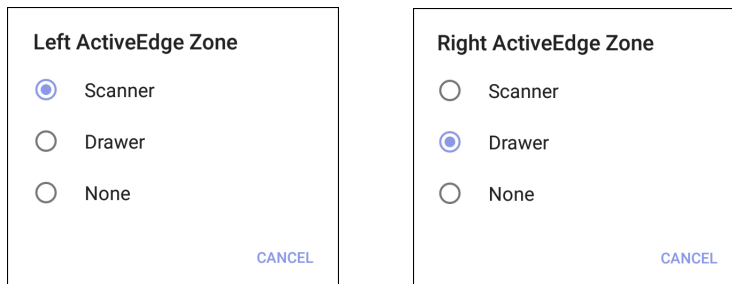 Left ActiveEdge Zone
Scanner
Drawer
None
CANCEL
Right ActiveEdge Zone
Scanner
Drawer
None
CANCEL